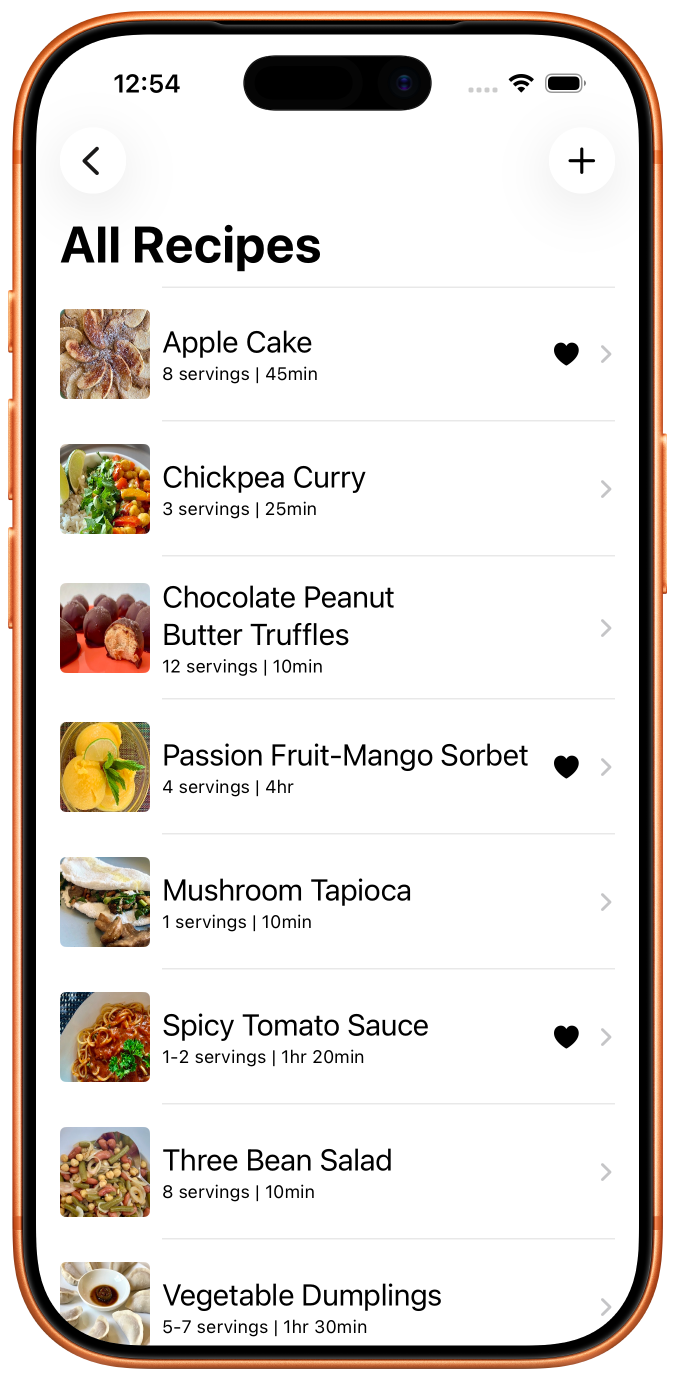 12:54
All Recipes
Apple Cake
8 servings | 45min
Chickpea Curry
3 servings | 25min
Chocolate Peanut
Butter Truffles
12 servings | 10min
Passion Fruit-Mango Sorbet
4 servings | 4hr
Mushroom Tapioca
1 servings | 10min
Spicy Tomato Sauce
1-2 servings | 1hr 20min
Three Bean Salad
8 servings | 10min
Vegetable Dumplings
5-7 servings | 1hr 30min